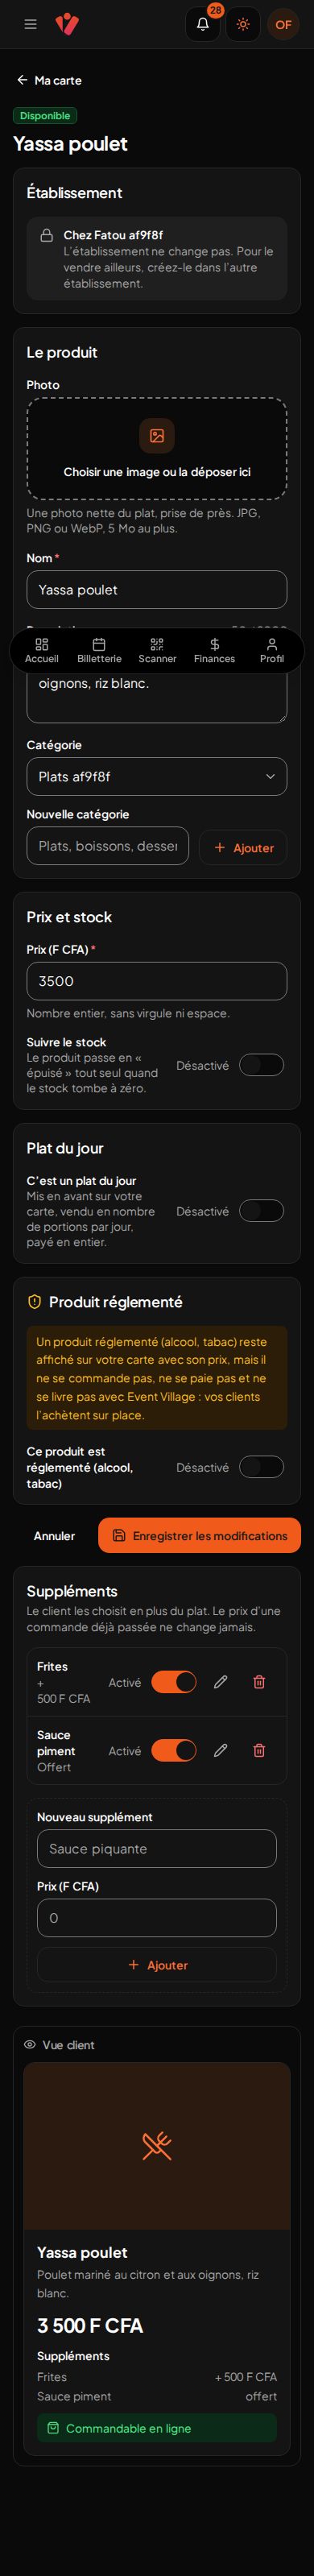 28
OF
Ma carte
Disponible
Yassa poulet
Établissement
Chez Fatou af9f8f
L'établissement ne change pas. Pour le
vendre ailleurs, créez-le dans l'autre
établissement.
Le produit
Photo
Choisir une image ou la déposer ici
Une photo nette du plat, prise de près. JPG,
PNG ou WebP, 5 Mo au plus.
Nom *
Yassa poulet
Accueil
Billetterie
Scanner
Finances
Profil
oignons, riz blanc.
Catégorie
Plats af9f8f
Nouvelle catégorie
Plats, boissons, desser
Ajouter
Prix et stock
Prix (F CFA) *
3500
Nombre entier, sans virgule ni espace.
Suivre le stock
Le produit passe en «
épuisé » tout seul quand
le stock tombe à zéro.
Désactivé
Plat du jour
C'est un plat du jour
Mis en avant sur votre
carte, vendu en nombre
de portions par jour,
payé en entier.
Désactivé
Produit réglementé
Un produit réglementé (alcool, tabac) reste
affiché sur votre carte avec son prix, mais il
ne se commande pas, ne se paie pas et ne
se livre pas avec Event Village : vos clients
l'achètent sur place.
Ce produit est
réglementé (alcool,
tabac)
Désactivé
Annuler
Enregistrer les modifications
Suppléments
Le client les choisit en plus du plat. Le prix d'une
commande déjà passée ne change jamais.
Frites
+
500 F CFA
Activé
Sauce
piment
Offert
Activé
Nouveau supplément
Sauce piquante
Prix (F CFA)
0
Ajouter
Vue client
Yassa poulet
Poulet mariné au citron et aux oignons, riz
blanc.
3 500 F CFA
Suppléments
Frites + 500 F CFA
Sauce piment offert
Commandable en ligne